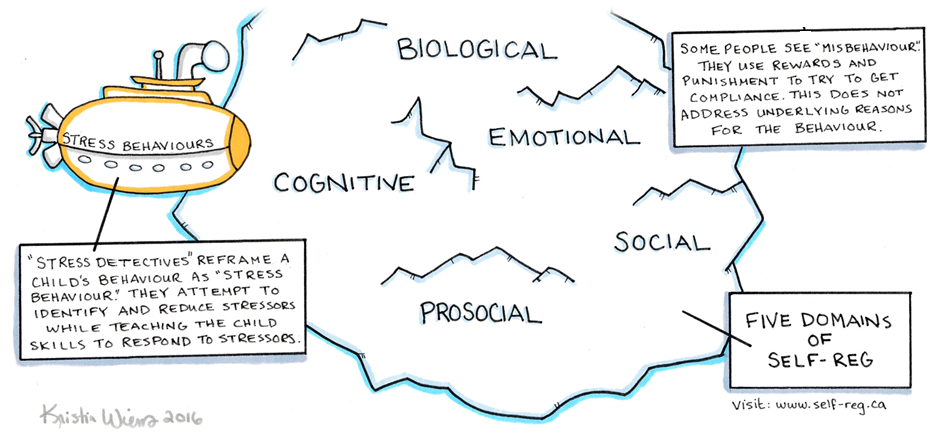 BIOLOGICAL
SOME PEOPLE SEE "MISBEHAVIOUR."
THEY USE REWARDS AND
PUNISHMENT TO TRY TO GET
COMPLIANCE. THIS DOES NOT
ADDRESS UNDERLYING REASONS
FOR THE BEHAVIOUR.
STRESS BEHAVIOURS
EMOTIONAL
COGNITIVE
SOCIAL
"STRESS DETECTIVES" REFRAME A
CHILD'S BEHAVIOUR AS "STRESS
BEHAVIOUR." THEY ATTEMPT TO
IDENTIFY AND REDUCE STRESSORS
WHILE TEACHING THE CHILD
SKILLS TO RESPOND TO STRESSORS.
PROSOCIAL
FIVE DOMAINS
OF
SELF-REG
Visit: www.self-reg.ca
Kristin Wiens 2016